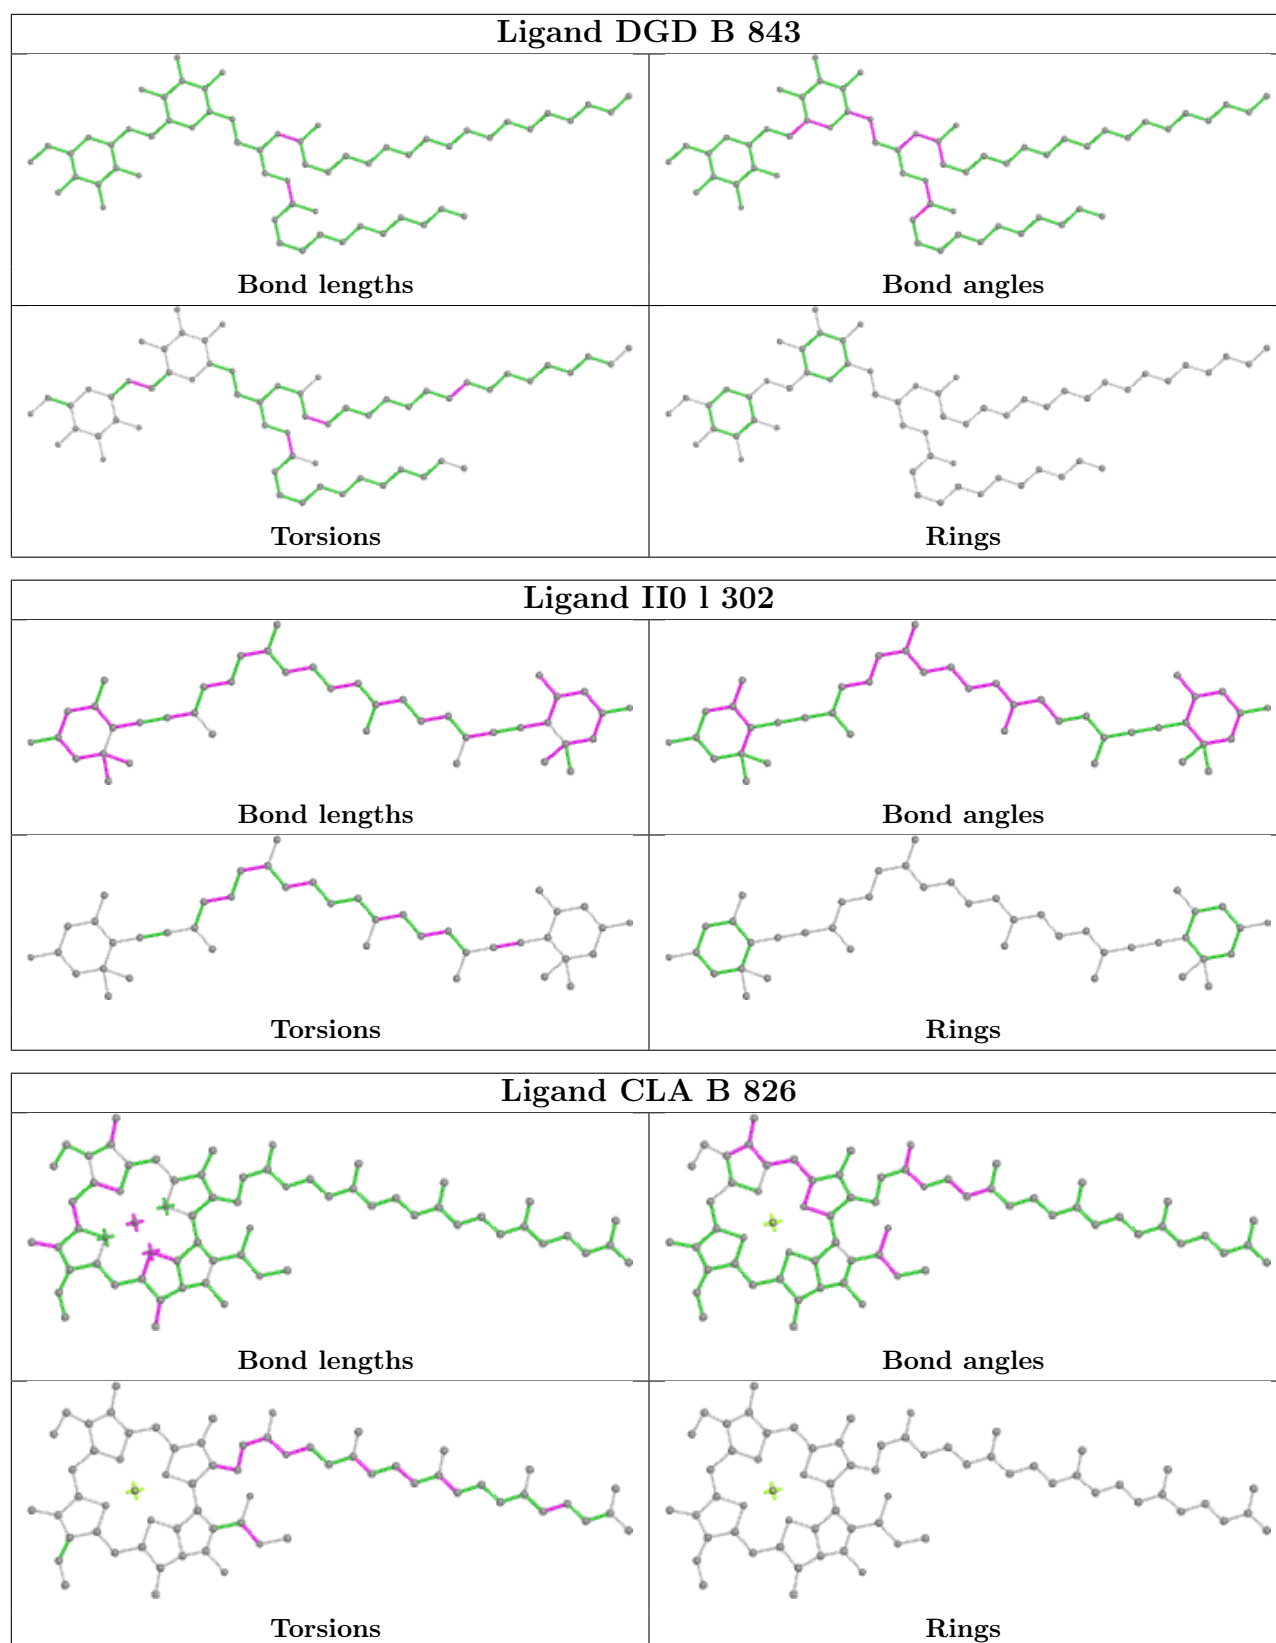 Ligand DGD B 843
Bond lengths
Bond angles
Torsions
Rings
Ligand II0 l 302
Bond lengths
Bond angles
Torsions
Rings
Ligand CLA B 826
Bond lengths
Bond angles
Torsions
Rings